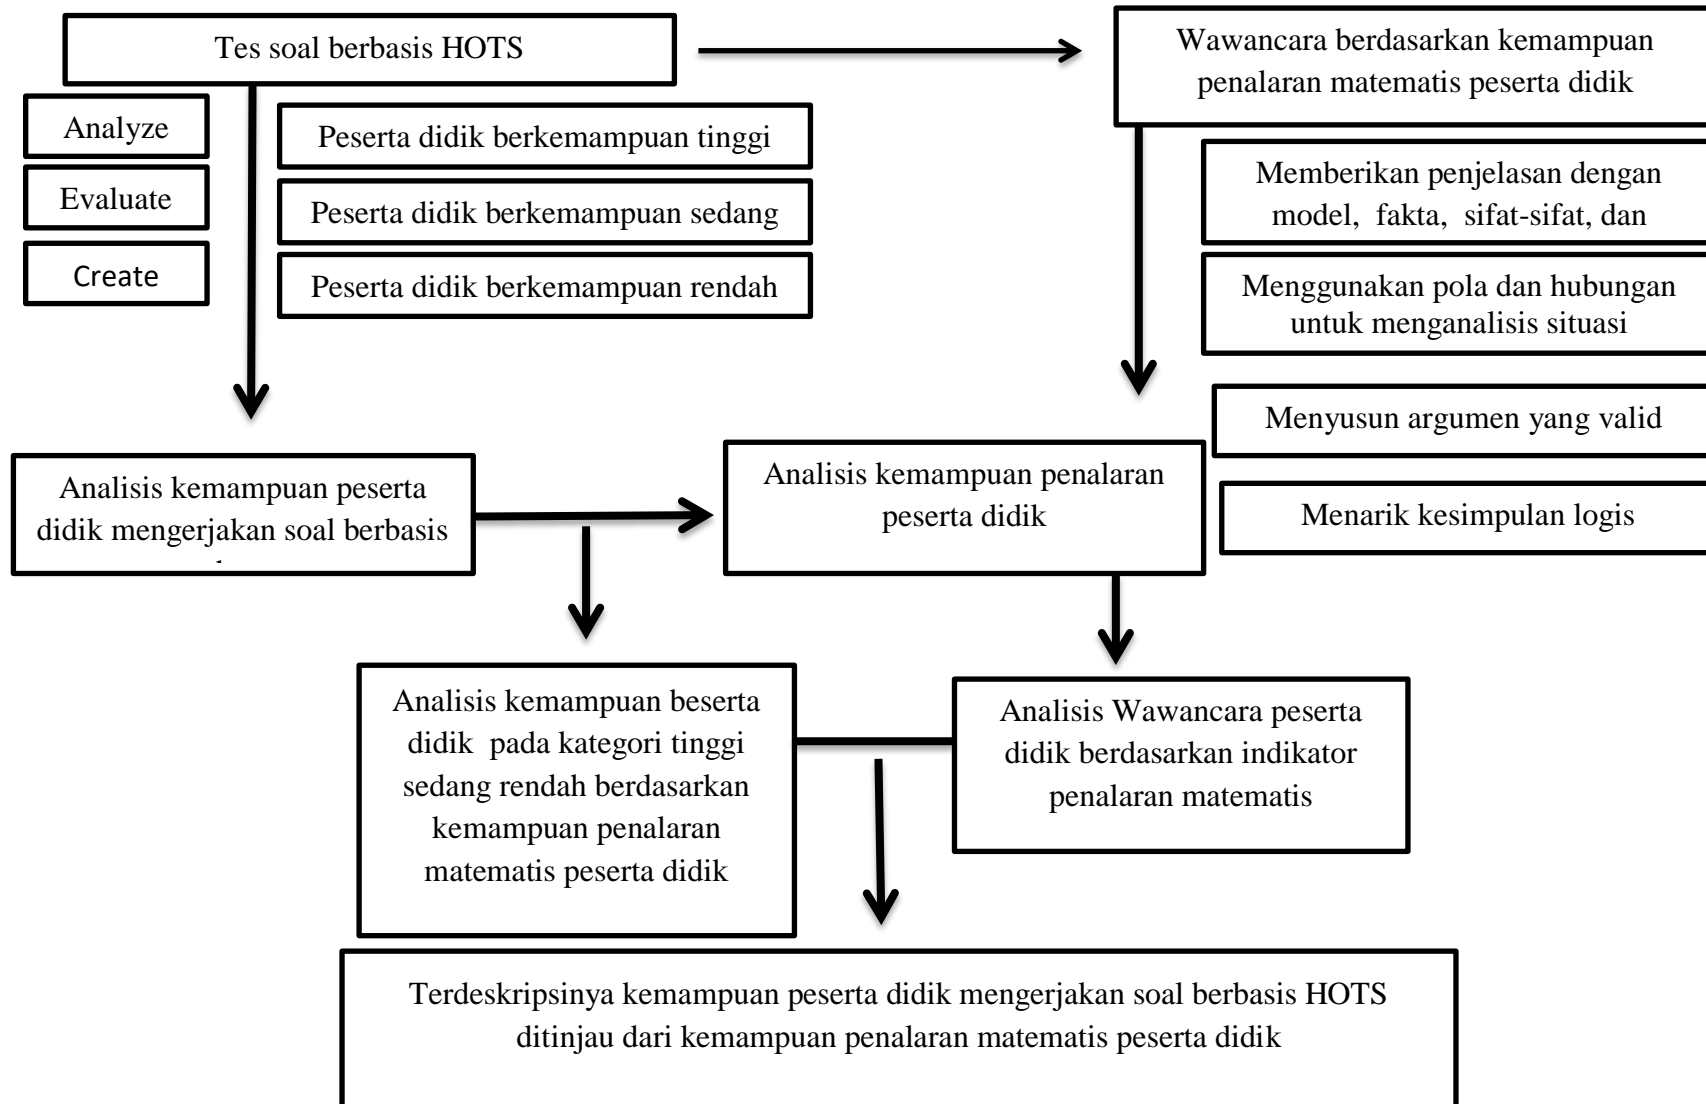 Tes soal berbasis HOTS
Wawancara berdasarkan kemampuan
penalaran matematis peserta didik
Analyze
Evaluate
Create
Peserta didik berkemampuan tinggi
Peserta didik berkemampuan sedang
Peserta didik berkemampuan rendah
Memberikan penjelasan dengan
model, fakta, sifat-sifat, dan
Menggunakan pola dan hubungan
untuk menganalisis situasi
Menyusun argumen yang valid
Menarik kesimpulan logis
Analisis kemampuan peserta
didik mengerjakan soal berbasis
Analisis kemampuan penalaran
peserta didik
Analisis kemampuan beserta
didik pada kategori tinggi
sedang rendah berdasarkan
kemampuan penalaran
matematis peserta didik
Analisis Wawancara peserta
didik berdasarkan indikator
penalaran matematis
Terdeskripsinya kemampuan peserta didik mengerjakan soal berbasis HOTS
ditinjau dari kemampuan penalaran matematis peserta didik